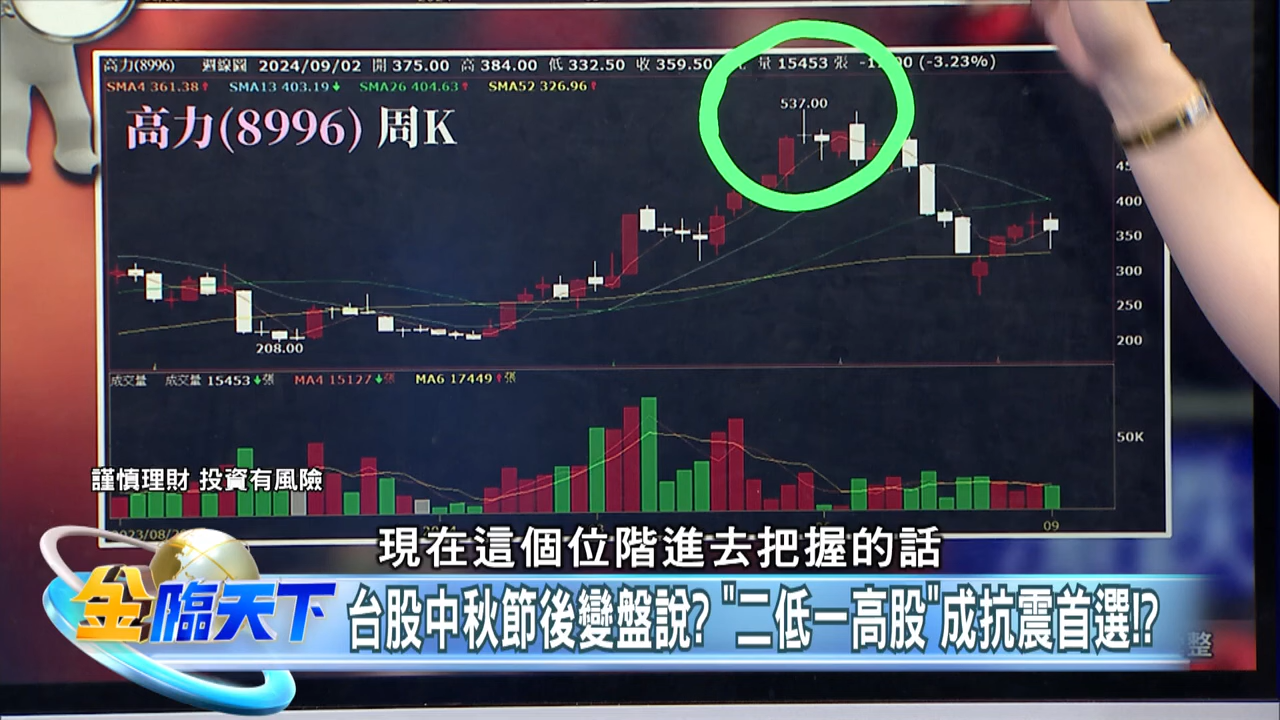 高力(8996) 週線圖 2024/09/02 開 375.00 高 384.00 低 332.50 收 359.50 量 15453 張 (-3.23%)
SMA4 361.38↑ SMA13 403.19↓ SMA26 404.63↑ SMA52 326.96↑
高力(8996) 周K
537.00
400
350
300
250
200
208.00
成交量 成交量 15453↓張 MA4 15127↓張 MA6 17449↑張
50K
謹慎理財 投資有風險
09
現在這個位階進去把握的話
金臨天下
台股中秋節後變盤說? "二低一高股"成抗震首選!?
整